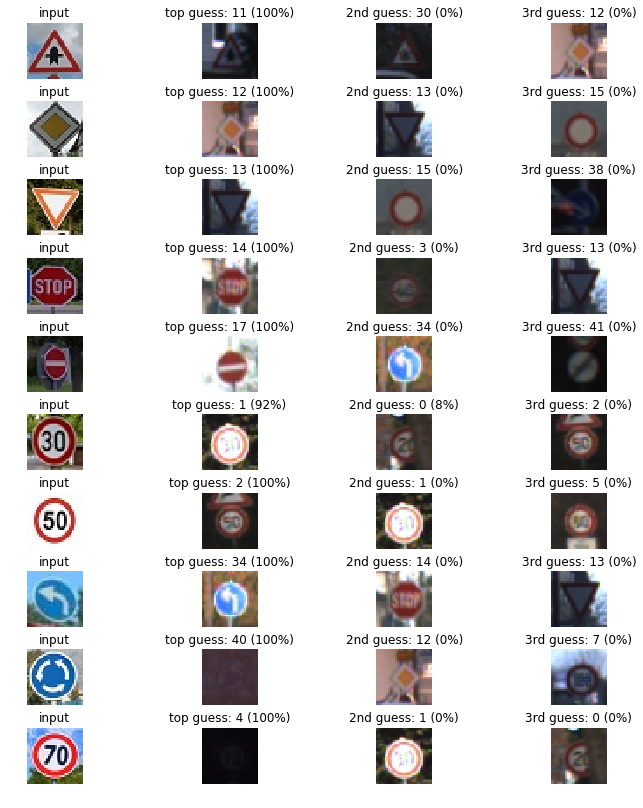 input top guess: 11 (100%) 2nd guess: 30 (0%) 3rd guess: 12 (0%)
input top guess: 12 (100%) 2nd guess: 13 (0%) 3rd guess: 15 (0%)
input top guess: 13 (100%) 2nd guess: 15 (0%) 3rd guess: 38 (0%)
input top guess: 14 (100%) 2nd guess: 3 (0%) 3rd guess: 13 (0%)
STOP STOP
input top guess: 17 (100%) 2nd guess: 34 (0%) 3rd guess: 41 (0%)
input top guess: 1 (92%) 2nd guess: 0 (8%) 3rd guess: 2 (0%)
30 30 20 50
input top guess: 2 (100%) 2nd guess: 1 (0%) 3rd guess: 5 (0%)
50 50 30
input top guess: 34 (100%) 2nd guess: 14 (0%) 3rd guess: 13 (0%)
STOP
input top guess: 40 (100%) 2nd guess: 12 (0%) 3rd guess: 7 (0%)
input top guess: 4 (100%) 2nd guess: 1 (0%) 3rd guess: 0 (0%)
70 30 20